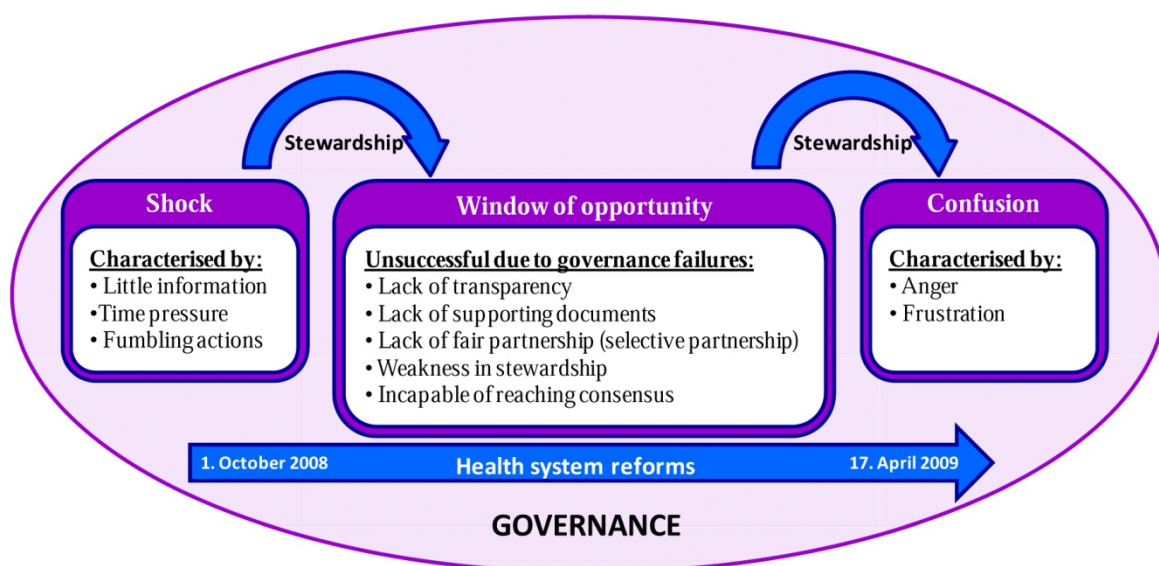 Stewardship
Stewardship
Shock
Characterised by:
• Little information
•Time pressure
• Fumbling actions
Window of opportunity
Unsuccessful due to governance failures:
• Lack of transparency
• Lack of supporting documents
• Lack of fair partnership (selective partnership)
• Weakness in stewardship
• Incapable of reaching consensus
Confusion
Characterised by:
• Anger
• Frustration
1. October 2008
Health system reforms
17. April 2009
GOVERNANCE